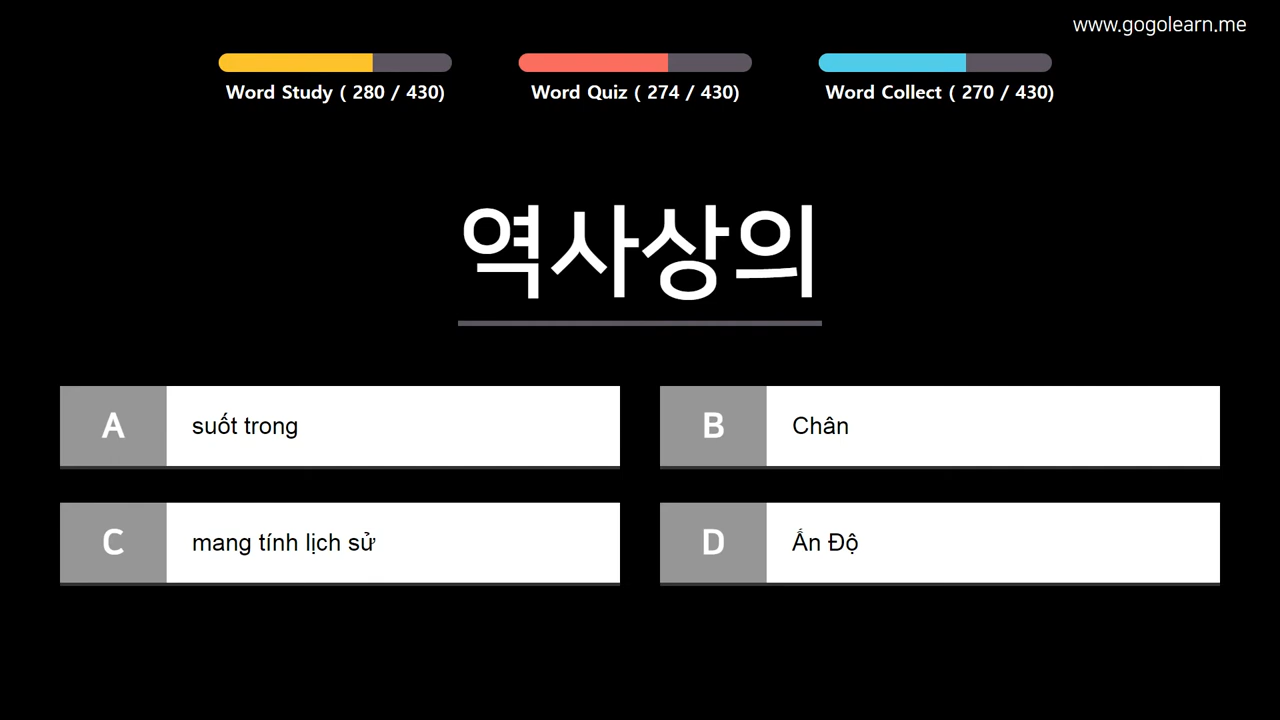 www.gogolearn.me
Word Study ( 280 / 430)
Word Quiz ( 274 / 430)
Word Collect ( 270 / 430)
역사상의
A
suốt trong
B
Chân
C
mang tính lịch sử
D
Ấn Độ